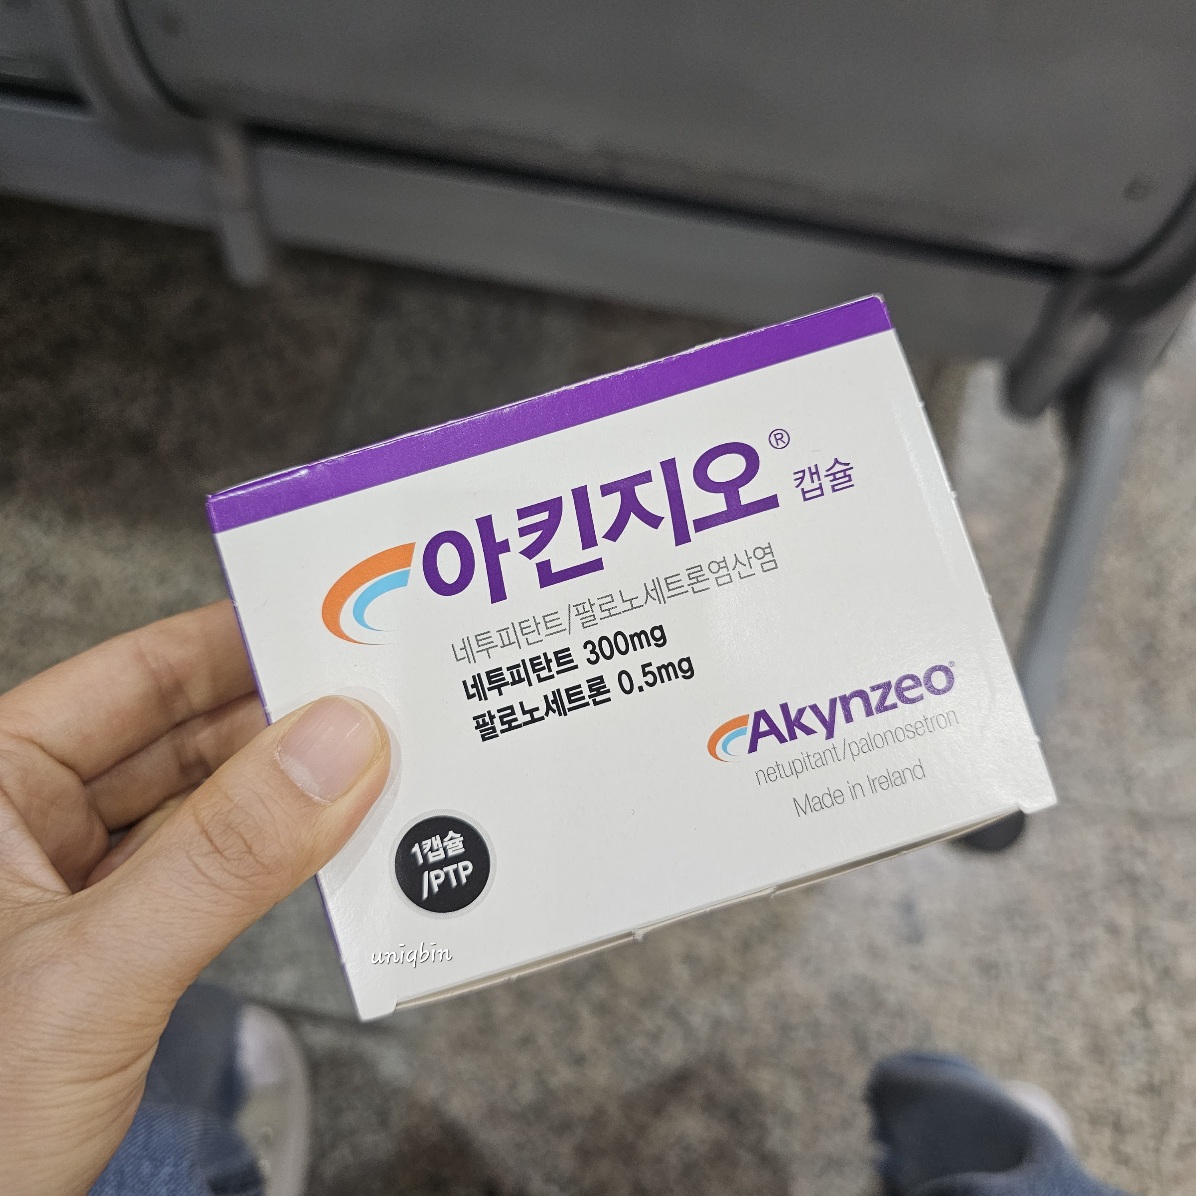 아킨지오® 캡슐
네투피탄트/팔로노세트론염산염
네투피탄트 300mg
팔로노세트론 0.5mg
Akynzeo®
netupitant/palonosetron
Made in Ireland
1캡슐
/PTP
uniqbin